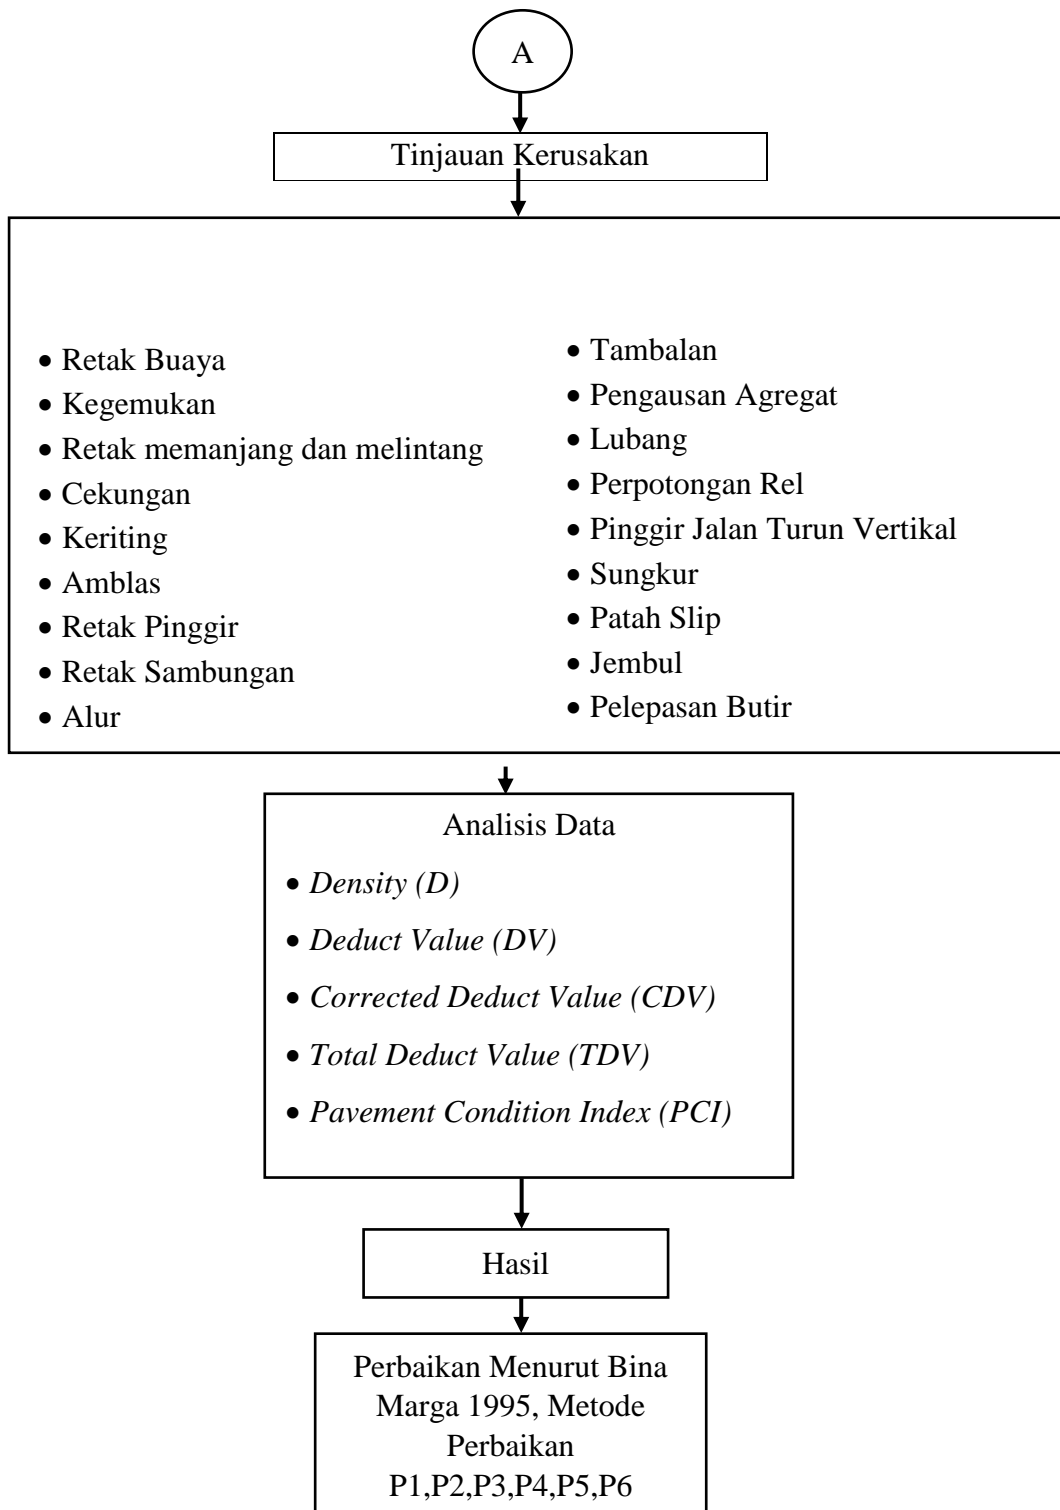 A
Tinjauan Kerusakan
• Retak Buaya
• Kegemukan
• Retak memanjang dan melintang
• Cekungan
• Keriting
• Amblas
• Retak Pinggir
• Retak Sambungan
• Alur
• Tambalan
• Pengausan Agregat
• Lubang
• Perpotongan Rel
• Pinggir Jalan Turun Vertikal
• Sungkur
• Patah Slip
• Jembul
• Pelepasan Butir
Analisis Data
• Density (D)
• Deduct Value (DV)
• Corrected Deduct Value (CDV)
• Total Deduct Value (TDV)
• Pavement Condition Index (PCI)
Hasil
Perbaikan Menurut Bina
Marga 1995, Metode
Perbaikan
P1,P2,P3,P4,P5,P6